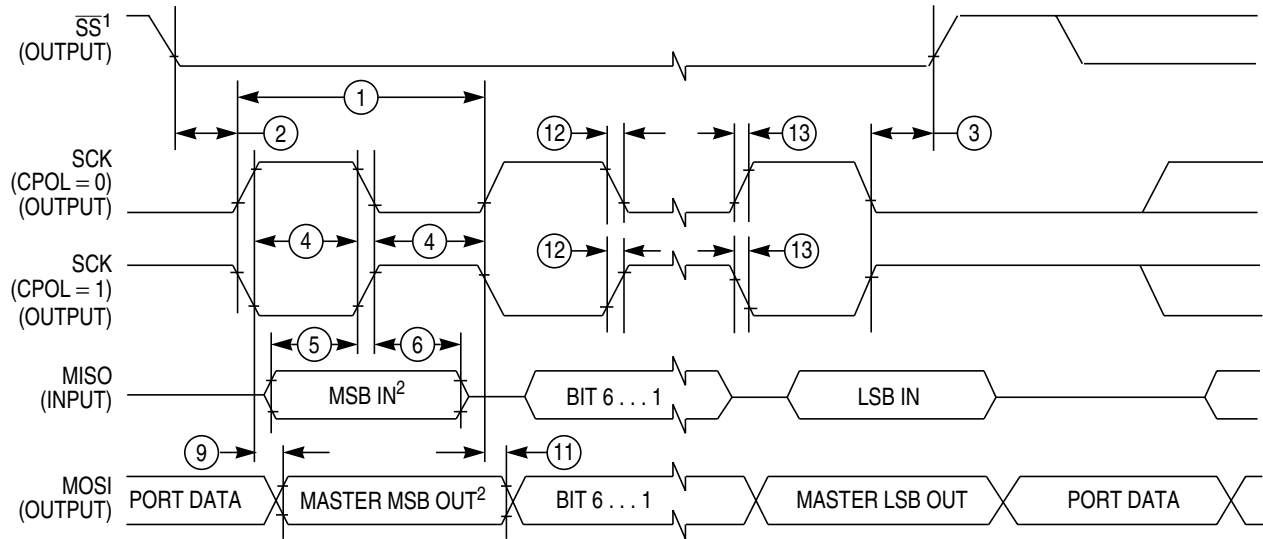 SS¹
(OUTPUT)
1
2
12
13
3
SCK
(CPOL = 0)
(OUTPUT)
4
4
SCK
(CPOL = 1)
(OUTPUT)
12
13
5
6
MISO
(INPUT)
MSB IN²
BIT 6 . . . 1
LSB IN
9
11
MOSI
(OUTPUT)
PORT DATA
MASTER MSB OUT²
BIT 6 . . . 1
MASTER LSB OUT
PORT DATA